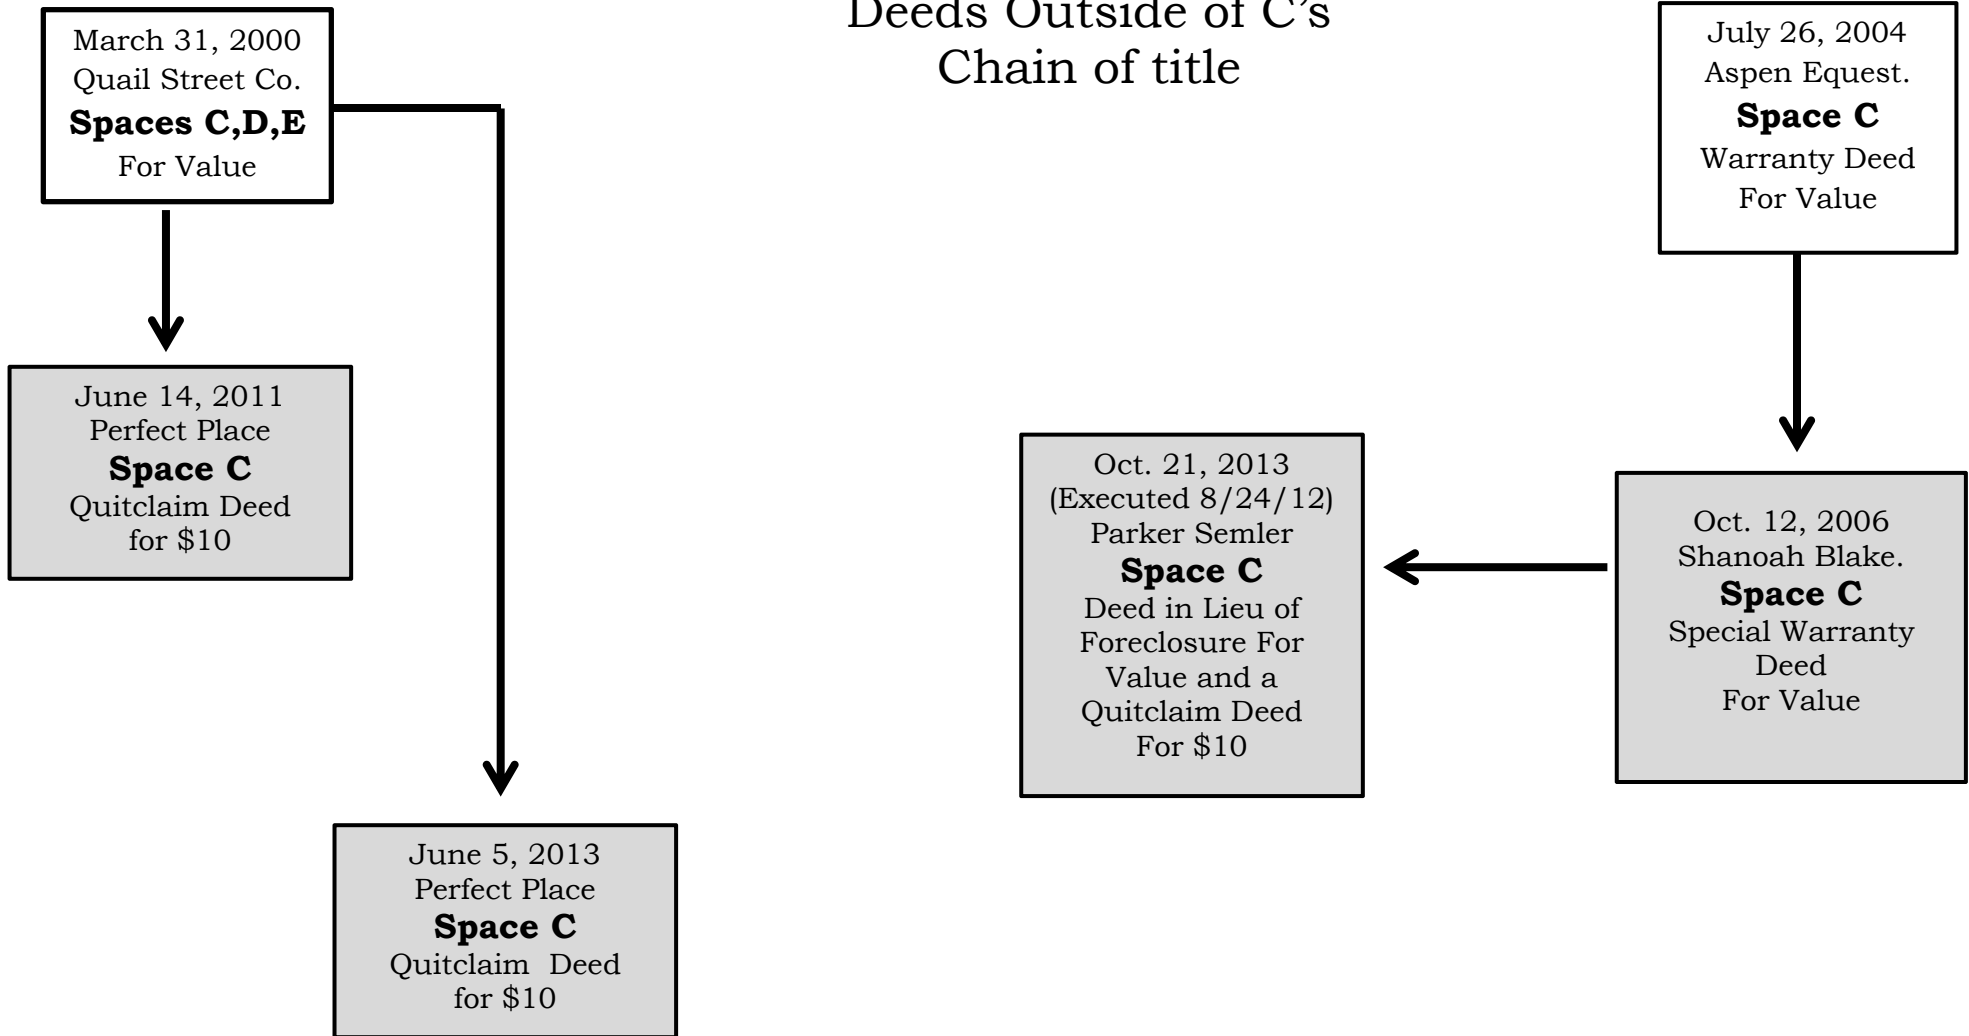 Deeds Outside of C's
Chain of title
March 31, 2000
Quail Street Co.
Spaces C,D,E
For Value
July 26, 2004
Aspen Equest.
Space C
Warranty Deed
For Value
June 14, 2011
Perfect Place
Space C
Quitclaim Deed
for $10
Oct. 21, 2013
(Executed 8/24/12)
Parker Semler
Space C
Deed in Lieu of
Foreclosure For
Value and a
Quitclaim Deed
For $10
Oct. 12, 2006
Shanoah Blake.
Space C
Special Warranty
Deed
For Value
June 5, 2013
Perfect Place
Space C
Quitclaim  Deed
for $10